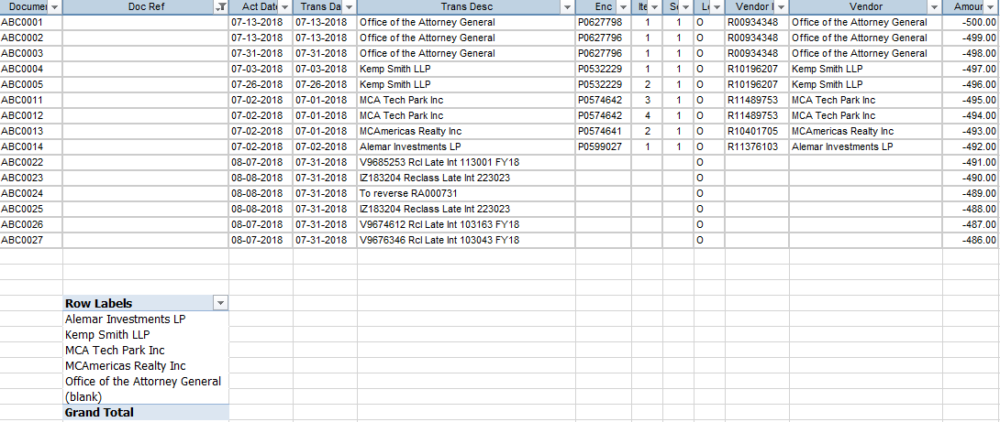 Documen Doc Ref Act Date Trans Da Trans Desc Enc Ite Se Le Vendor I Vendor Amour
ABC0001 07-13-2018 07-13-2018 Office of the Attorney General P0627798 1 1 O R00934348 Office of the Attorney General -500.00
ABC0002 07-13-2018 07-13-2018 Office of the Attorney General P0627796 1 1 O R00934348 Office of the Attorney General -499.00
ABC0003 07-31-2018 07-31-2018 Office of the Attorney General P0627796 1 1 O R00934348 Office of the Attorney General -498.00
ABC0004 07-03-2018 07-03-2018 Kemp Smith LLP P0532229 1 1 O R10196207 Kemp Smith LLP -497.00
ABC0005 07-26-2018 07-26-2018 Kemp Smith LLP P0532229 2 1 O R10196207 Kemp Smith LLP -496.00
ABC0011 07-02-2018 07-01-2018 MCA Tech Park Inc P0574642 3 1 O R11489753 MCA Tech Park Inc -495.00
ABC0012 07-02-2018 07-01-2018 MCA Tech Park Inc P0574642 4 1 O R11489753 MCA Tech Park Inc -494.00
ABC0013 07-02-2018 07-01-2018 MCAmericas Realty Inc P0574641 2 1 O R10401705 MCAmericas Realty Inc -493.00
ABC0014 07-02-2018 07-02-2018 Alemar Investments LP P0599027 1 1 O R11376103 Alemar Investments LP -492.00
ABC0022 08-07-2018 07-31-2018 V9685253 Rcl Late Int 113001 FY18 O -491.00
ABC0023 08-08-2018 07-31-2018 IZ183204 Reclass Late Int 223023 O -490.00
ABC0024 08-08-2018 07-31-2018 To reverse RA000731 O -489.00
ABC0025 08-08-2018 07-31-2018 IZ183204 Reclass Late Int 223023 O -488.00
ABC0026 08-07-2018 07-31-2018 V9674612 Rcl Late Int 103163 FY18 O -487.00
ABC0027 08-07-2018 07-31-2018 V9676346 Rcl Late Int 103043 FY18 O -486.00
Row Labels
Alemar Investments LP
Kemp Smith LLP
MCA Tech Park Inc
MCAmericas Realty Inc
Office of the Attorney General
(blank)
Grand Total